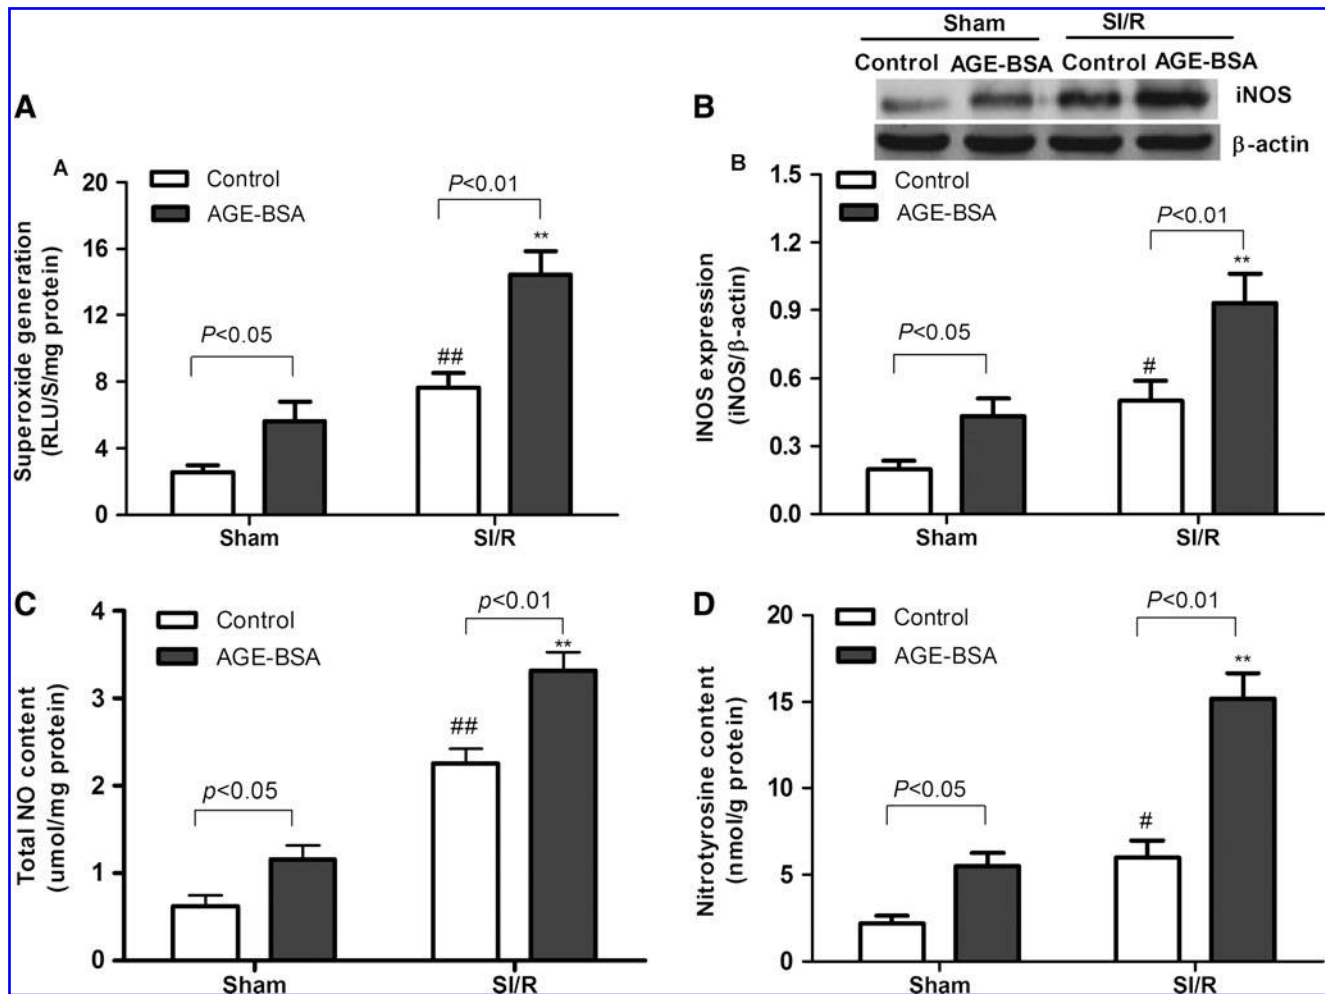 Sham SI/R
Control AGE-BSA Control AGE-BSA
iNOS
β-actin
A
A
Superoxide generation
(RLU/S/mg protein)
20
16
12
8
4
0
Control
AGE-BSA
P<0.05
P<0.01
##
**
Sham SI/R
B
B
INOS expression
(iNOS/β-actin)
1.5
1.2
0.9
0.6
0.3
0.0
Control
AGE-BSA
P<0.05
P<0.01
#
**
Sham SI/R
C
Total NO content
(umol/mg protein)
4
3
2
1
0
Control
AGE-BSA
p<0.05
p<0.01
##
**
Sham SI/R
D
Nitrotyrosine content
(nmol/g protein)
20
15
10
5
0
Control
AGE-BSA
P<0.05
P<0.01
#
**
Sham SI/R